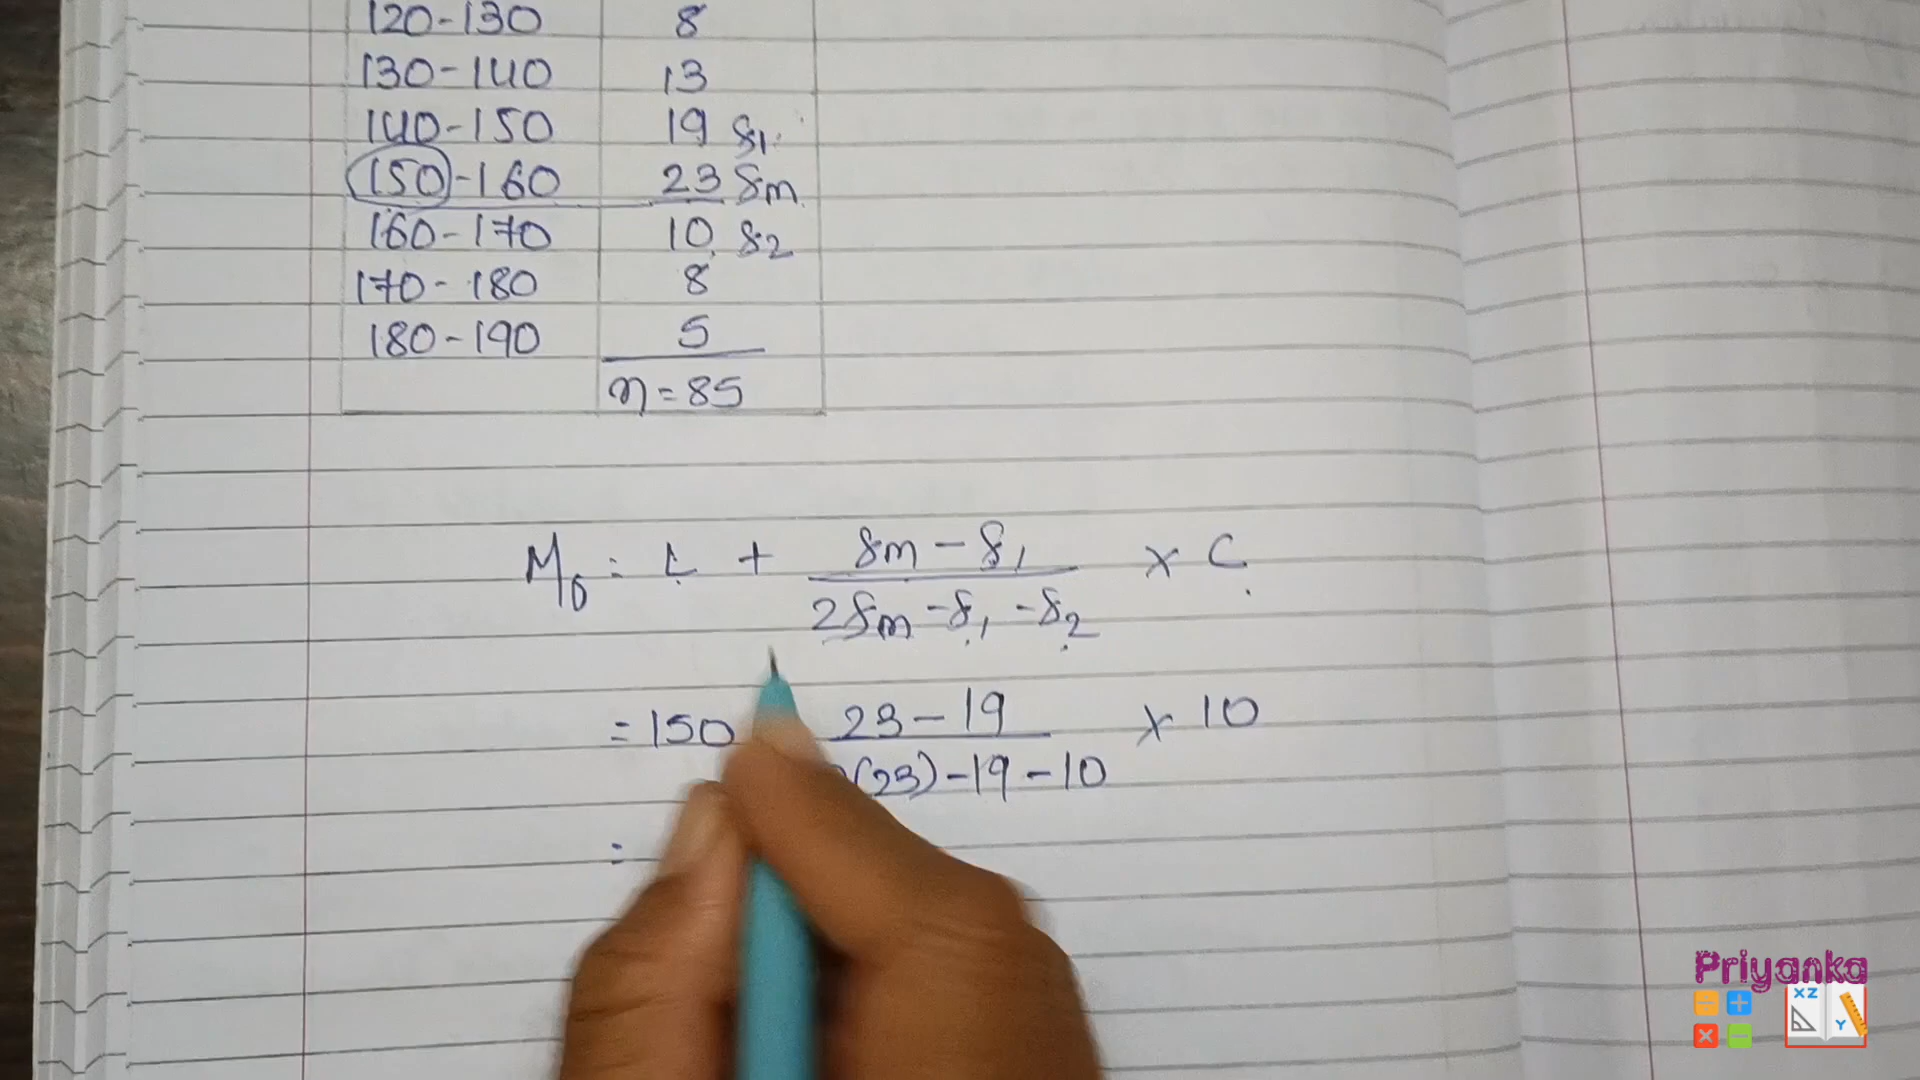 120-130 8
130-140 13
140-150 19 f1
150-160 23 fm
160-170 10 f2
170-180 8
180-190 5
n = 85
Mo = L + fm - f1 × C
2fm - f1 - f2
= 150 23 - 19 × 10
(23) - 19 - 10
=
Priyanka
XZ
Y